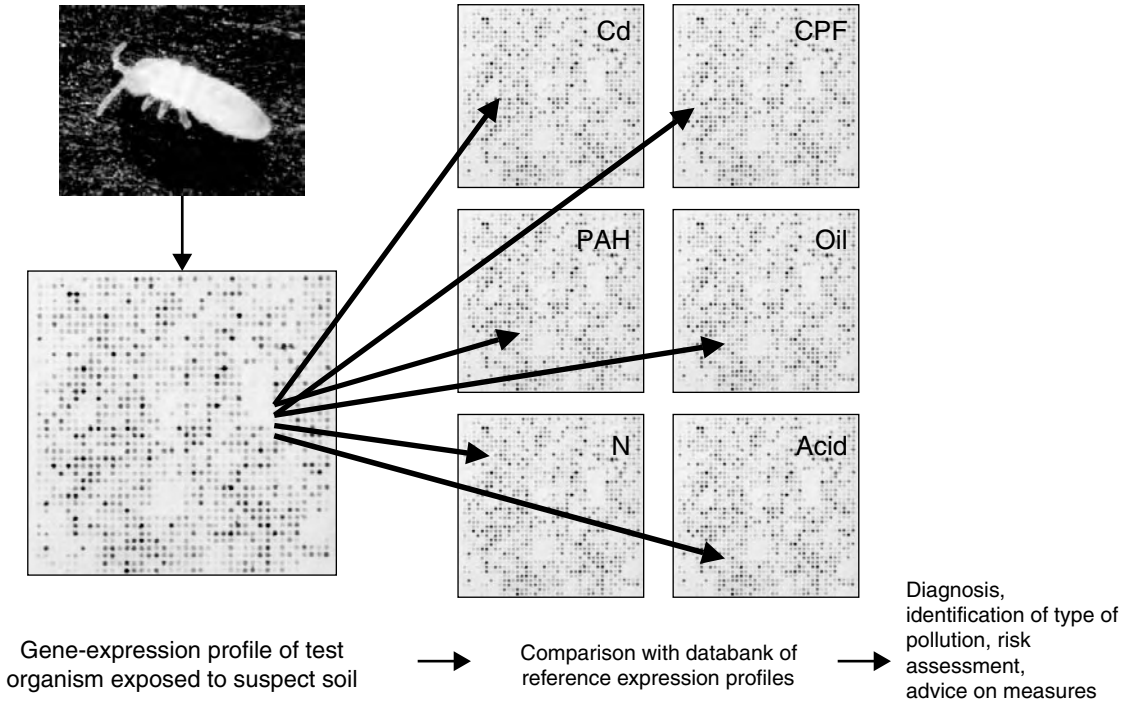 Cd
CPF
PAH
Oil
N
Acid
Gene-expression profile of test
organism exposed to suspect soil
Comparison with databank of
reference expression profiles
Diagnosis,
identification of type of
pollution, risk
assessment,
advice on measures